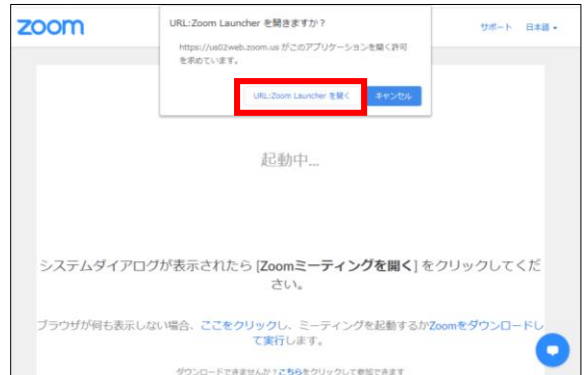 zoom
サポート 日本語
URL:Zoom Launcher を開きますか？
https://us02web.zoom.us がこのアプリケーションを開く許可
を求めています。
URL:Zoom Launcher を開く キャンセル
起動中...
システムダイアログが表示されたら [Zoomミーティングを開く] をクリックしてくだ
さい。
ブラウザが何も表示しない場合、ここをクリックし、ミーティングを起動するかZoomをダウンロードし
て実行します。
ダウンロードできませんか？こちらをクリックして参加できます